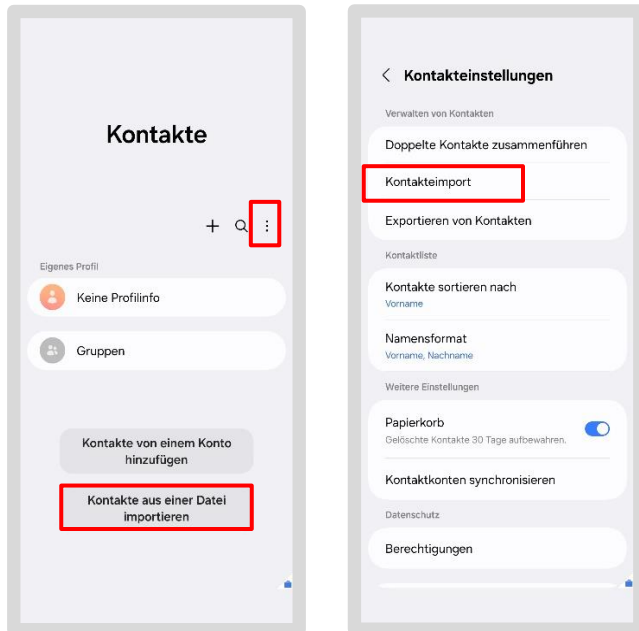 Kontakte
Eigenes Profil
Keine Profilinfo
Gruppen
Kontakte von einem Konto
hinzufügen
Kontakte aus einer Datei
importieren
Kontakteinstellungen
Verwalten von Kontakten
Doppelte Kontakte zusammenführen
Kontakteimport
Exportieren von Kontakten
Kontaktliste
Kontakte sortieren nach
Vorname
Namensformat
Vorname, Nachname
Weitere Einstellungen
Papierkorb
Gelöschte Kontakte 30 Tage aufbewahren.
Kontaktkonten synchronisieren
Datenschutz
Berechtigungen